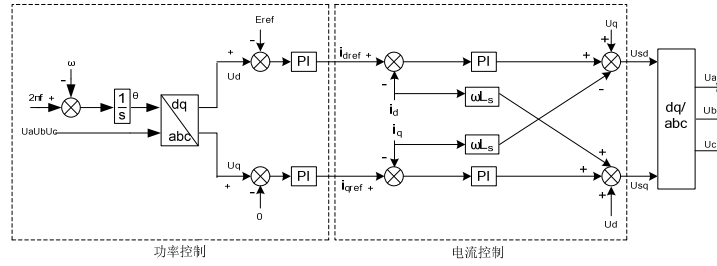 Eref
Uq
ω
-
-
PI
idref +
-
PI
+
+
-
Usd
2nf +
-
1
s
θ
dq
abc
+
Ud
id
ωLs
dq/
abc
Ua
Ub
Uc
UaUbUc
iq
ωLs
Uq
+
-
PI
iqref +
-
PI
+
+
+
Usq
0
Ud
功率控制
电流控制